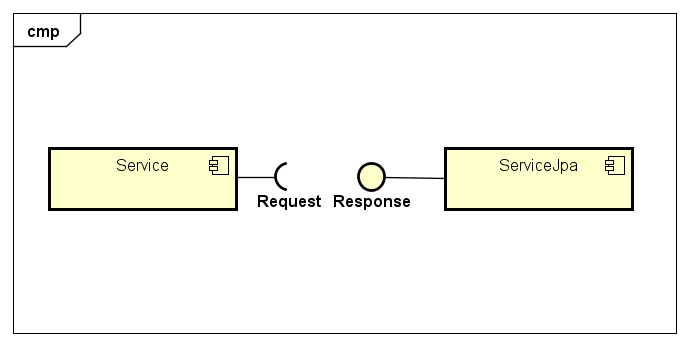 cmp
Service
ServiceJpa
Request
Response